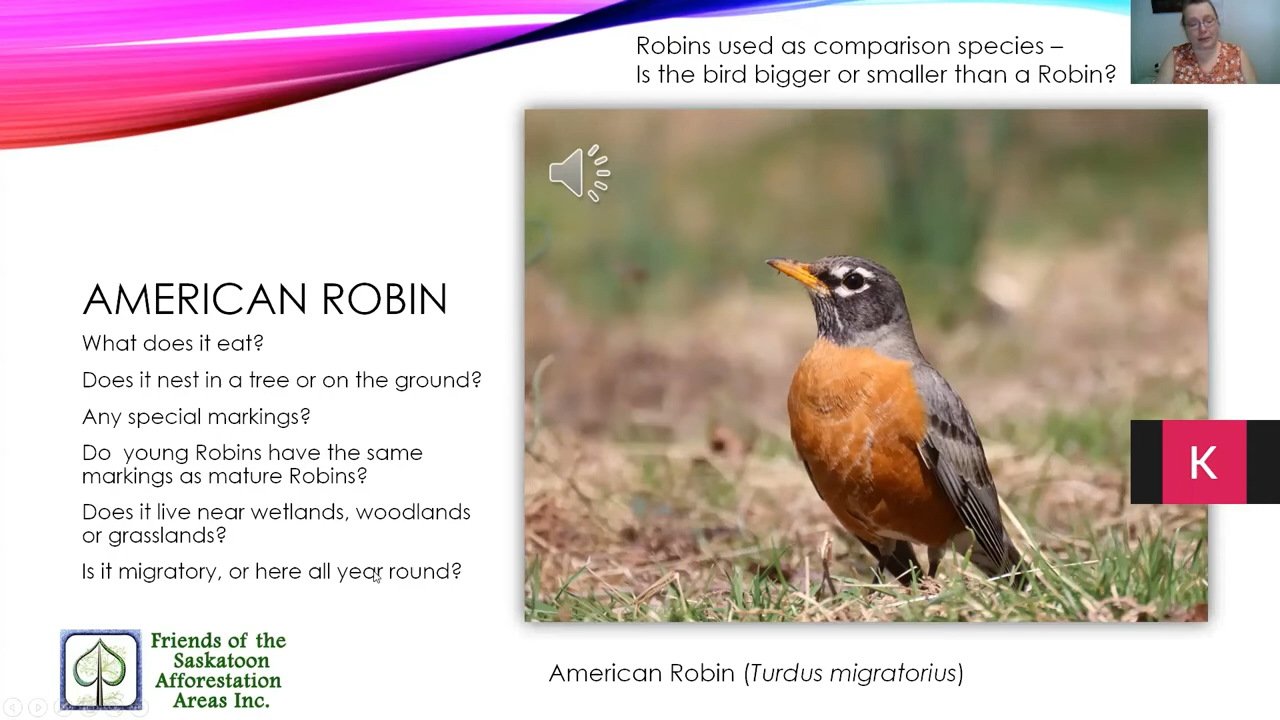 Robins used as comparison species –
Is the bird bigger or smaller than a Robin?
AMERICAN ROBIN
What does it eat?
Does it nest in a tree or on the ground?
Any special markings?
Do young Robins have the same
markings as mature Robins?
Does it live near wetlands, woodlands
or grasslands?
Is it migratory, or here all year round?
K
Friends of the
Saskatoon
Afforestation
Areas Inc.
American Robin (Turdus migratorius)